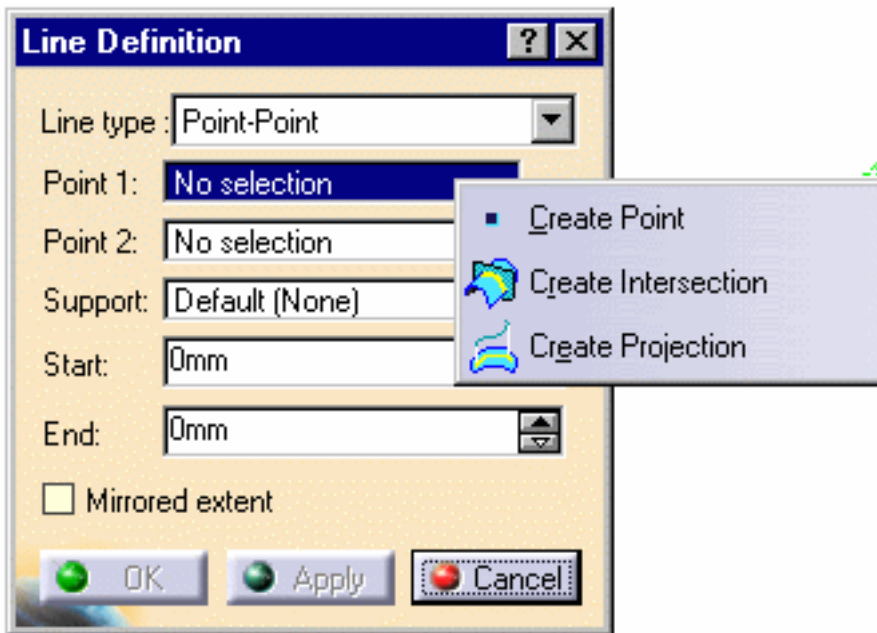 Line Definition
Line type : Point-Point
Point 1: No selection
Create Point
Point 2: No selection
Create Intersection
Support: Default (None)
Create Projection
Start: 0mm
End: 0mm
Mirrored extent
OK Apply Cancel